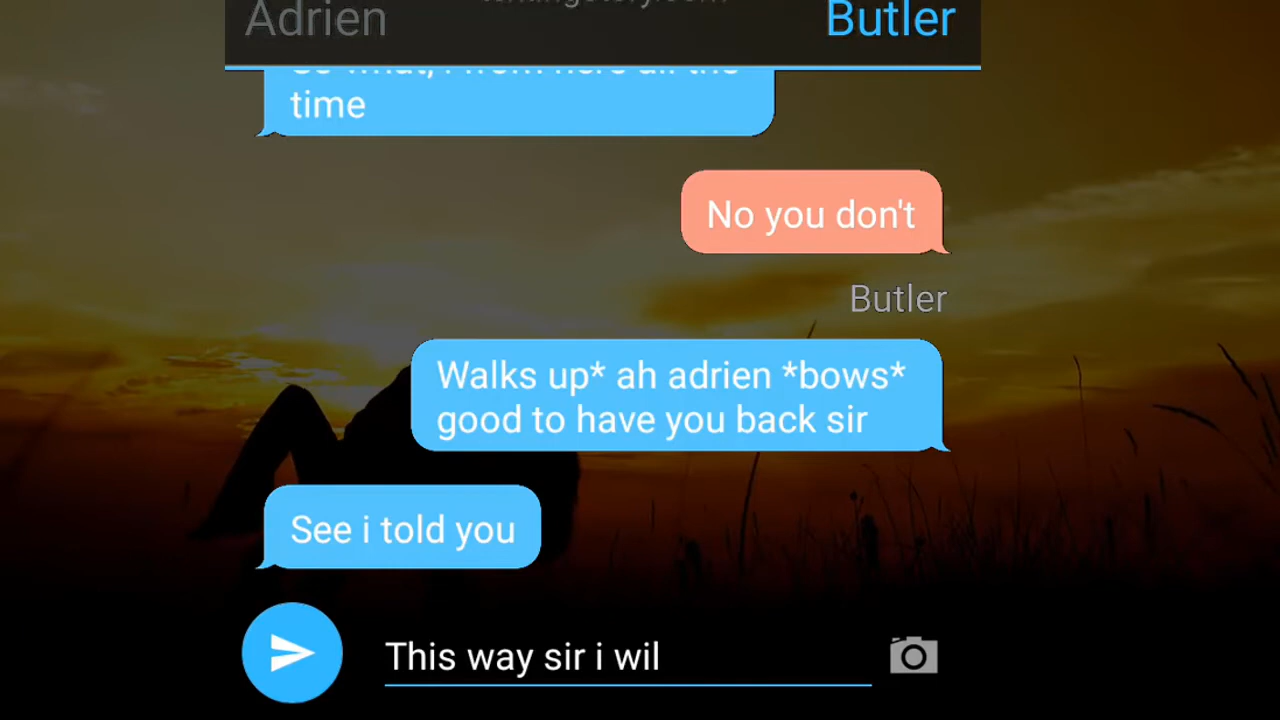 Adrien
Butler
time
No you don't
Butler
Walks up* ah adrien *bows*
good to have you back sir
See i told you
This way sir i wil